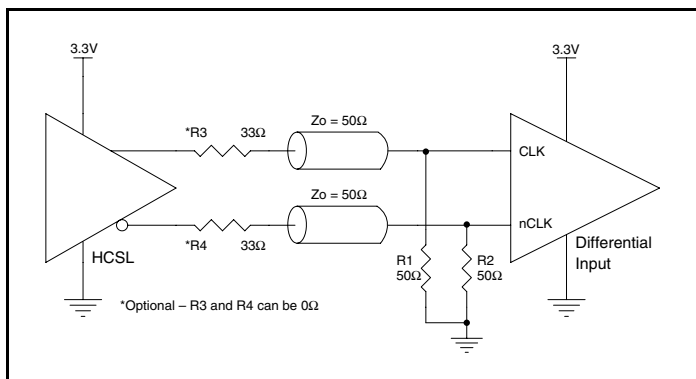 3.3V
3.3V
*R3 33Ω
Zo = 50Ω
CLK
Zo = 50Ω
nCLK
*R4 33Ω
HCSL
R1
50Ω
R2
50Ω
Differential
Input
*Optional – R3 and R4 can be 0Ω